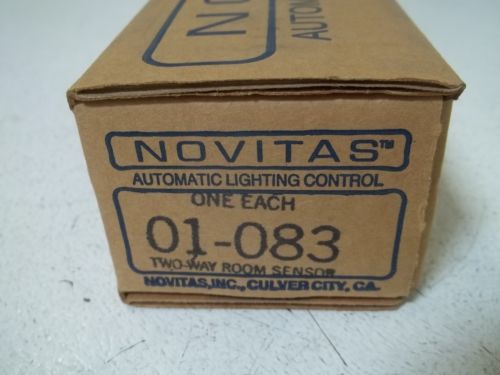 NOVITAS™
AUTOMATIC LIGHTING CONTROL
ONE EACH
01-083
TWO-WAY ROOM SENSOR
NOVITAS, INC., CULVER CITY, CA.